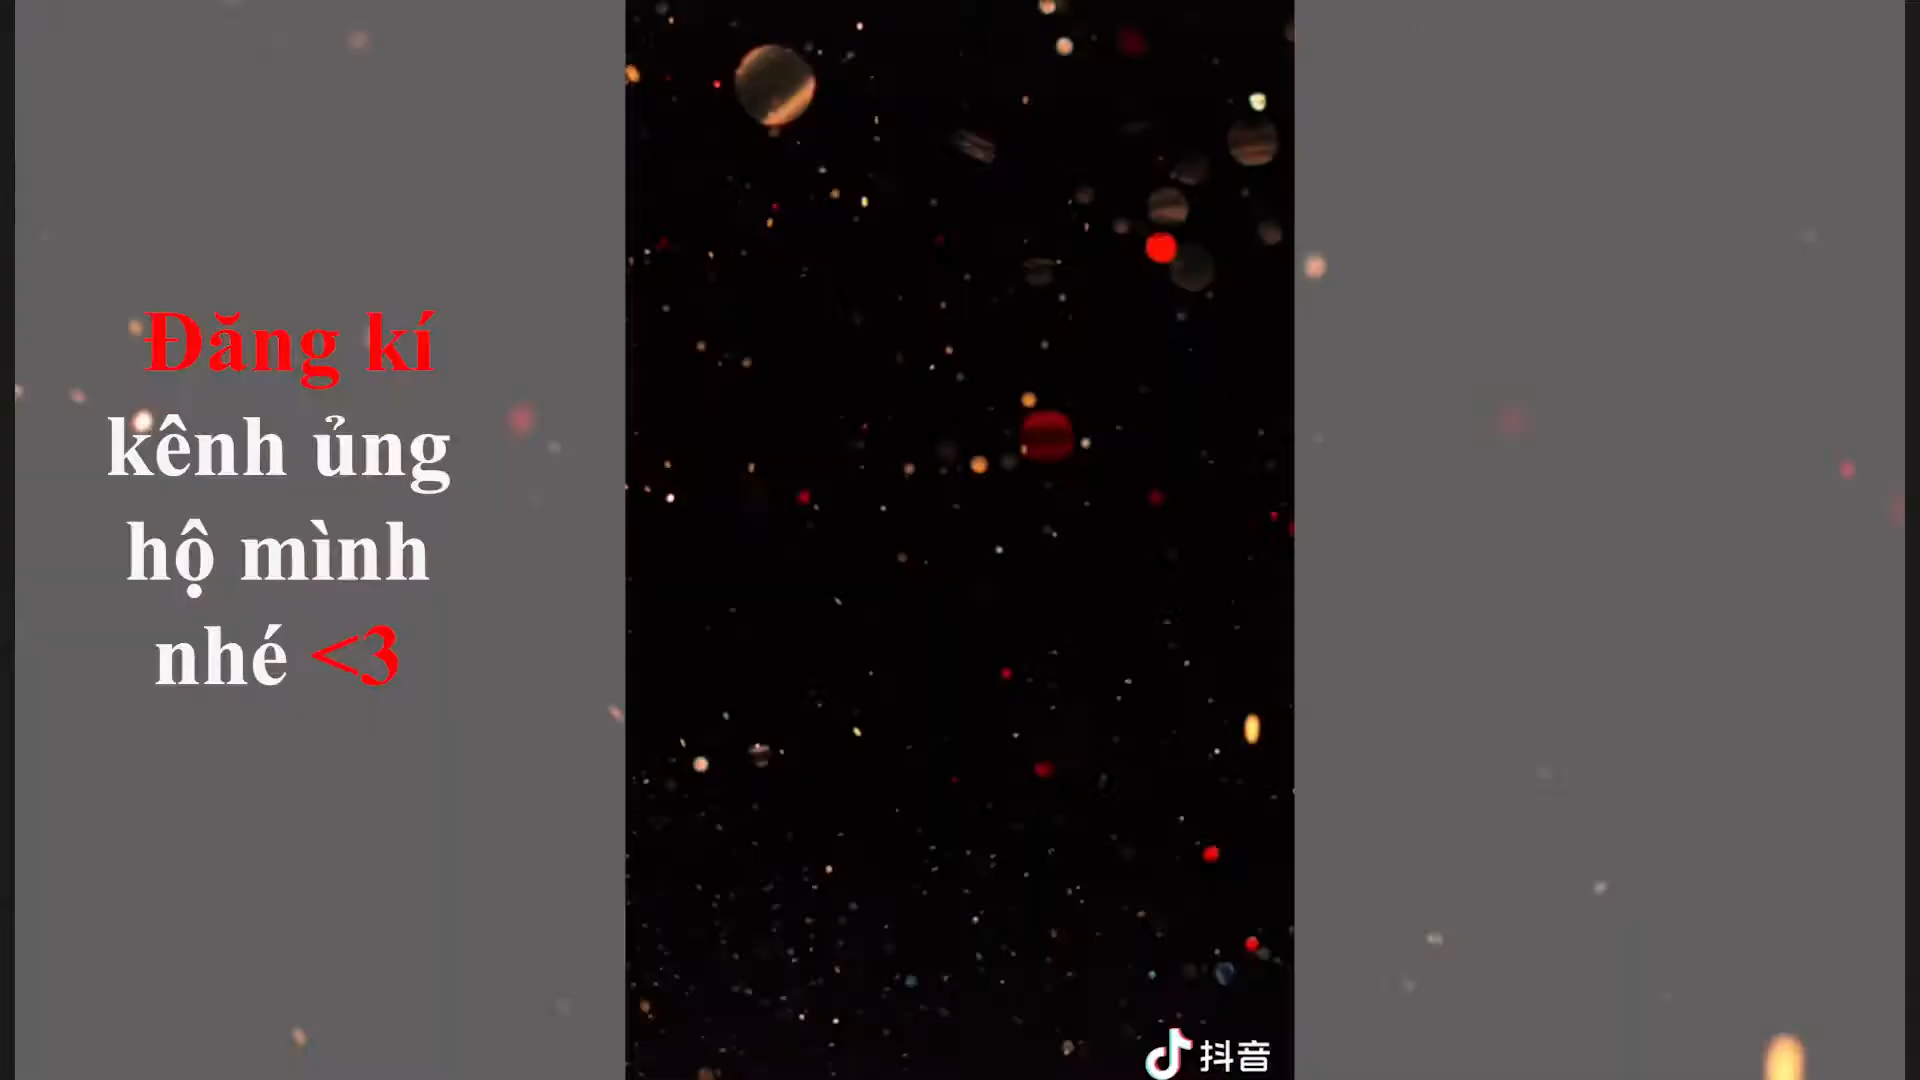 Đăng kí
kênh ủng
hộ mình
nhé <3
抖音